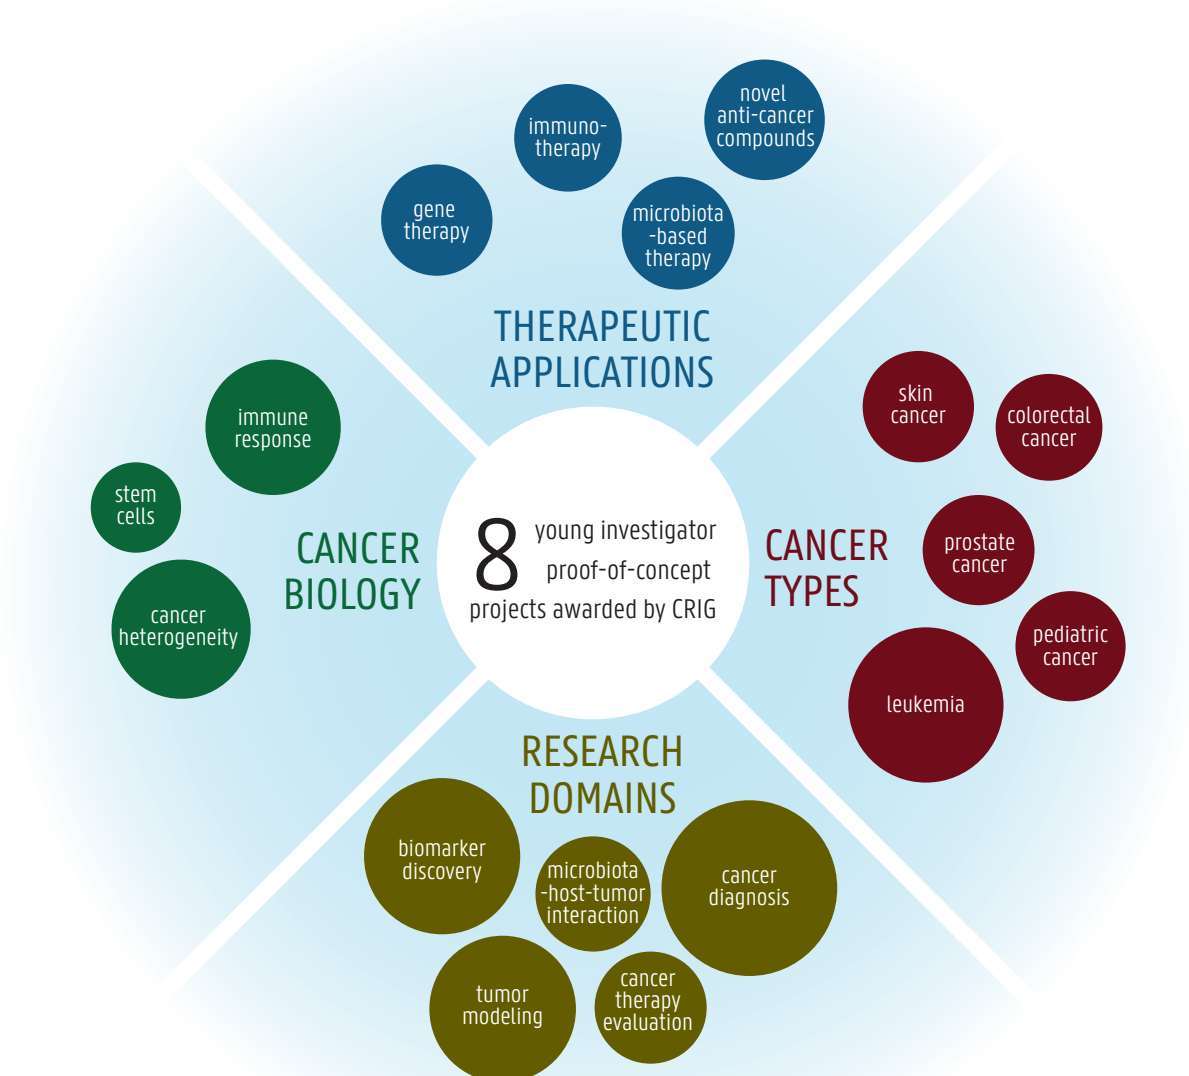 novel
anti-cancer
compounds
immuno-
therapy
gene
therapy
microbiota
-based
therapy
THERAPEUTIC
APPLICATIONS
immune
response
stem
cells
cancer
heterogeneity
CANCER
BIOLOGY
8 young investigator
proof-of-concept
projects awarded by CRIG
CANCER
TYPES
skin
cancer
colorectal
cancer
prostate
cancer
pediatric
cancer
leukemia
RESEARCH
DOMAINS
biomarker
discovery
microbiota
-host-tumor
interaction
cancer
diagnosis
tumor
modeling
cancer
therapy
evaluation